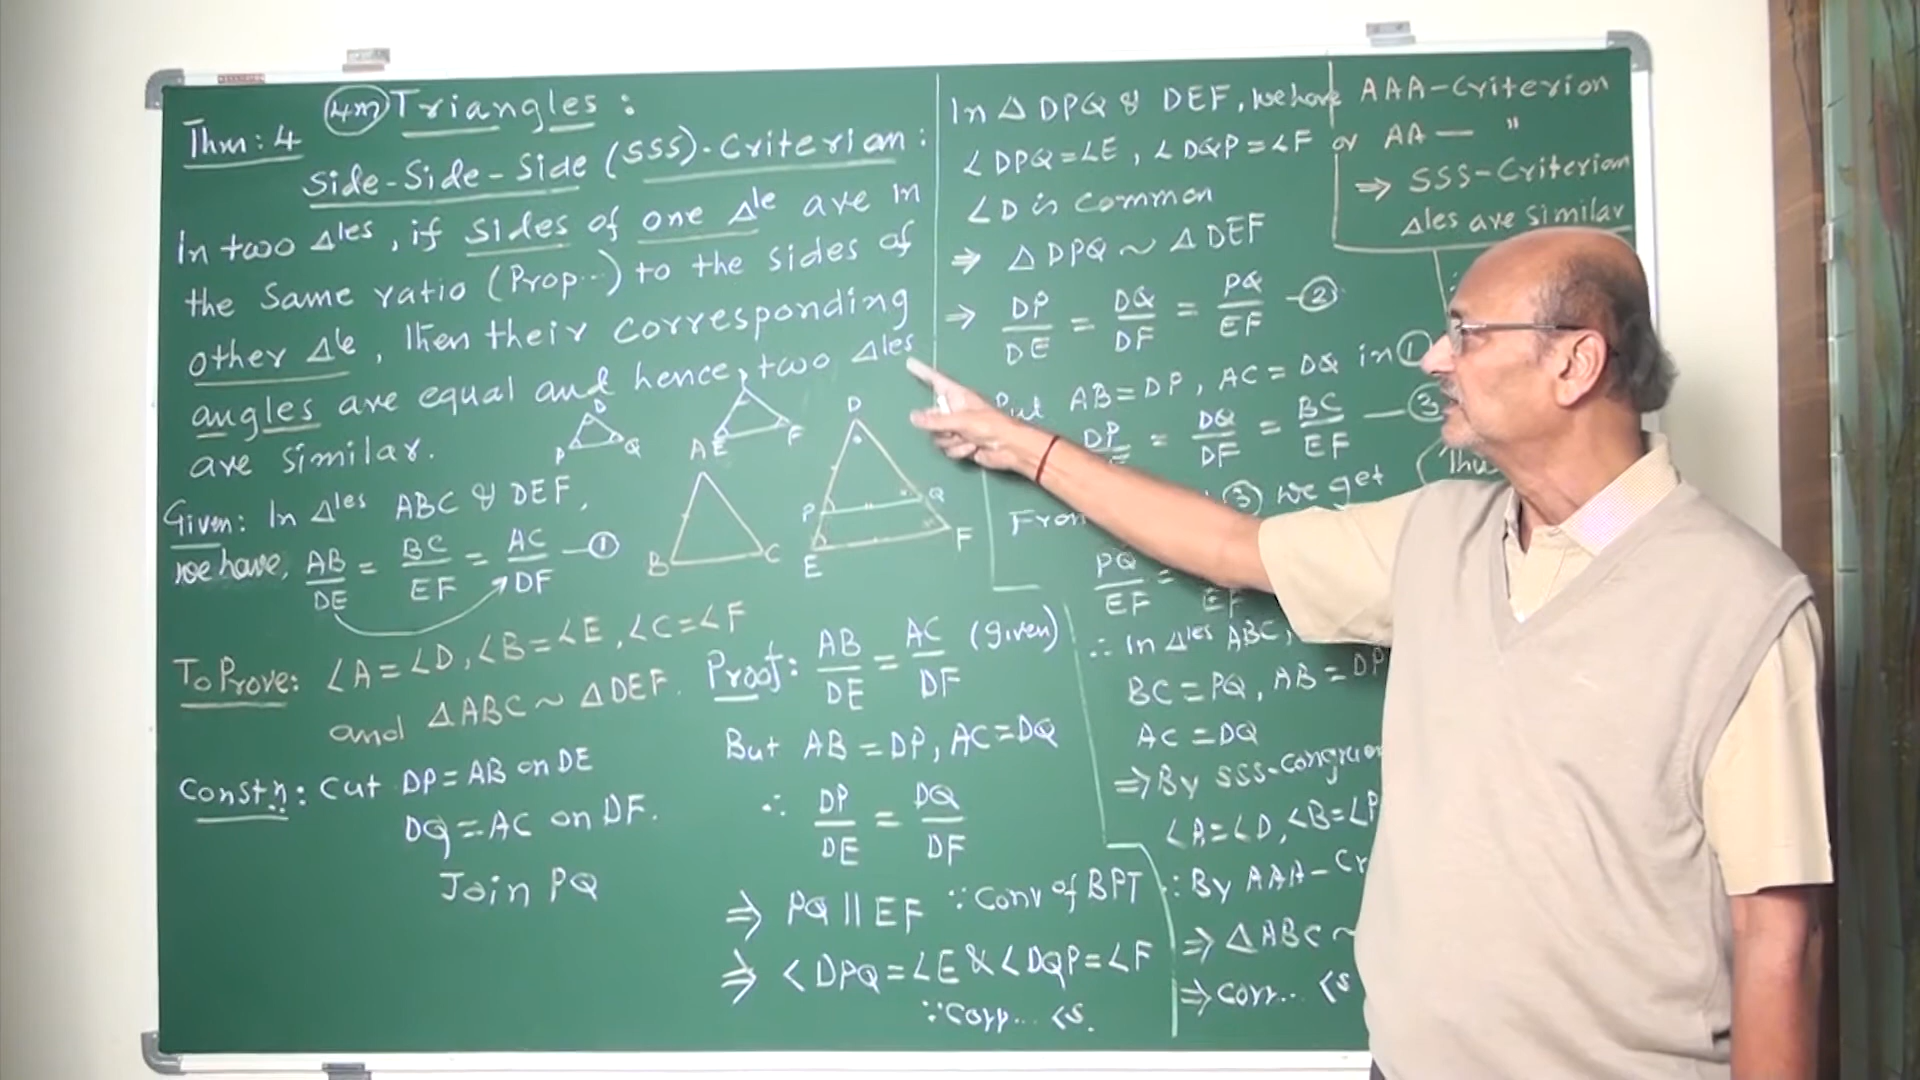 Thm: 4 (4m) Triangles:
Side-Side-Side (SSS)-Criterion:
In two Δles, if sides of one Δle are in
the same ratio (Prop...) to the sides of
other Δle, then their corresponding
angles are equal and hence, two Δles
are similar.
Given: In Δles ABC & DEF,
we have, AB/DE = BC/EF = AC/DF —①
To Prove: ∠A=∠D, ∠B=∠E, ∠C=∠F
and ΔABC ~ ΔDEF.
Constn: Cut DP=AB on DE
DQ=AC on DF.
Join PQ
D
P Q
E F
A
B C
D
P Q
E F
Proof: AB/DE = AC/DF (given)
But AB=DP, AC=DQ
∴ DP/DE = DQ/DF
⇒ PQ || EF ∵ Conv of BPT
⇒ ∠DPQ=∠E & ∠DQP=∠F
∵ Corr... ∠s.
In Δ DPQ & DEF, we have
∠DPQ=∠E, ∠DQP=∠F
∠D is common
⇒ Δ DPQ ~ Δ DEF
⇒ DP/DE = DQ/DF = PQ/EF —②
But AB=DP, AC=DQ in ①
DP = DQ/DF = BC/EF —③
From ③ we get
PQ/EF = EF
∴ In Δles ABC,
BC=PQ, AB=DP
AC=DQ
⇒ By SSS-Congruen
∠A=∠D, ∠B=∠P
∴ By AAA-Cr
⇒ ΔABC ~
⇒ Corr... ∠s
AAA-Criterion
or AA— "
⇒ SSS-Criterion
Δles are similar